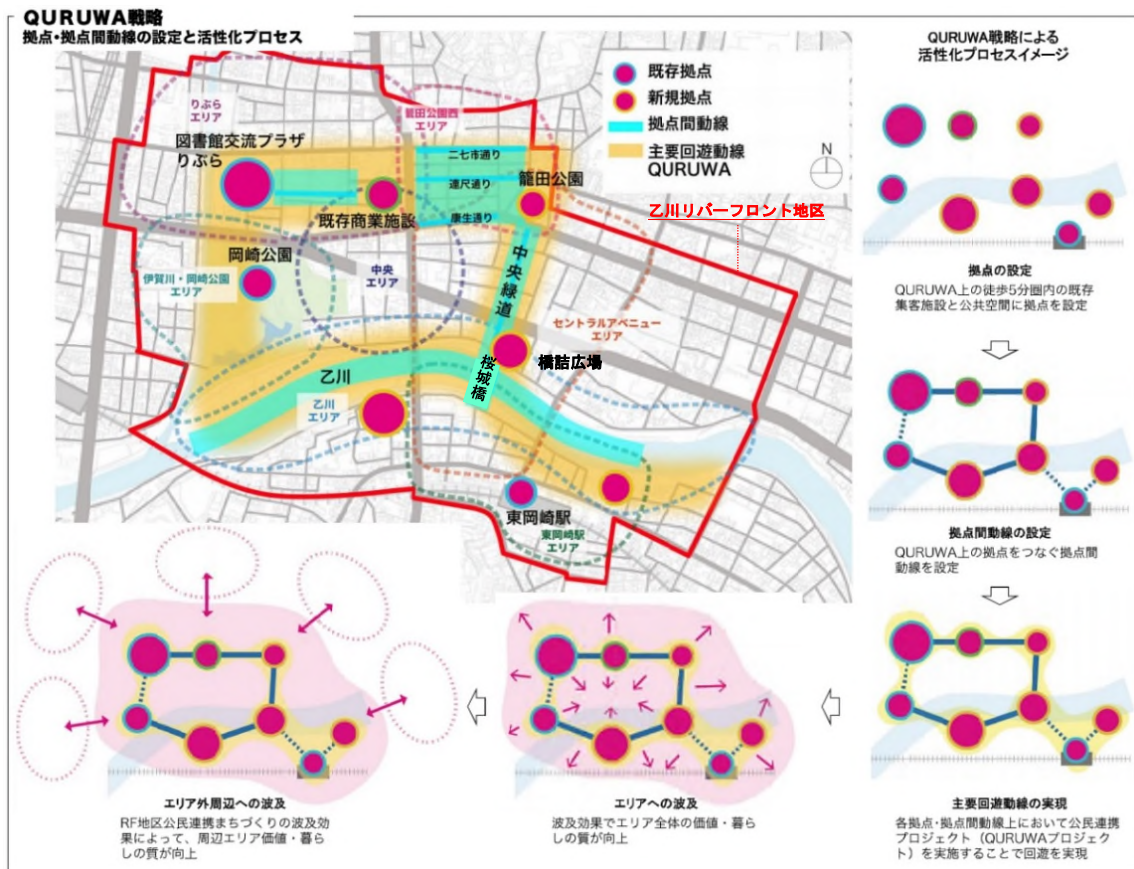 QURUWA戦略
拠点・拠点間動線の設定と活性化プロセス
既存拠点
新規拠点
拠点間動線
主要回遊動線
QURUWA
N
乙川リバーフロント地区
りぶら
エリア
籠田公園西
エリア
図書館交流プラザ
りぶら
二七市通り
連尺通り
康生通り
籠田公園
既存商業施設
岡崎公園
伊賀川・岡崎公園
エリア
中央
エリア
中央緑道
セントラルアベニュー
エリア
桜城橋
橋詰広場
乙川
乙川
エリア
東岡崎駅
東岡崎駅
エリア
QURUWA戦略による
活性化プロセスイメージ
拠点の設定
QURUWA上の徒歩5分圏内の既存
集客施設と公共空間に拠点を設定
拠点間動線の設定
QURUWA上の拠点をつなぐ拠点間
動線を設定
主要回遊動線の実現
各拠点・拠点間動線上において公民連携
プロジェクト（QURUWAプロジェク
ト）を実施することで回遊を実現
エリアへの波及
波及効果でエリア全体の価値・暮ら
しの質が向上
エリア外周辺への波及
RF地区公民連携まちづくりの波及効
果によって、周辺エリア価値・暮ら
しの質が向上